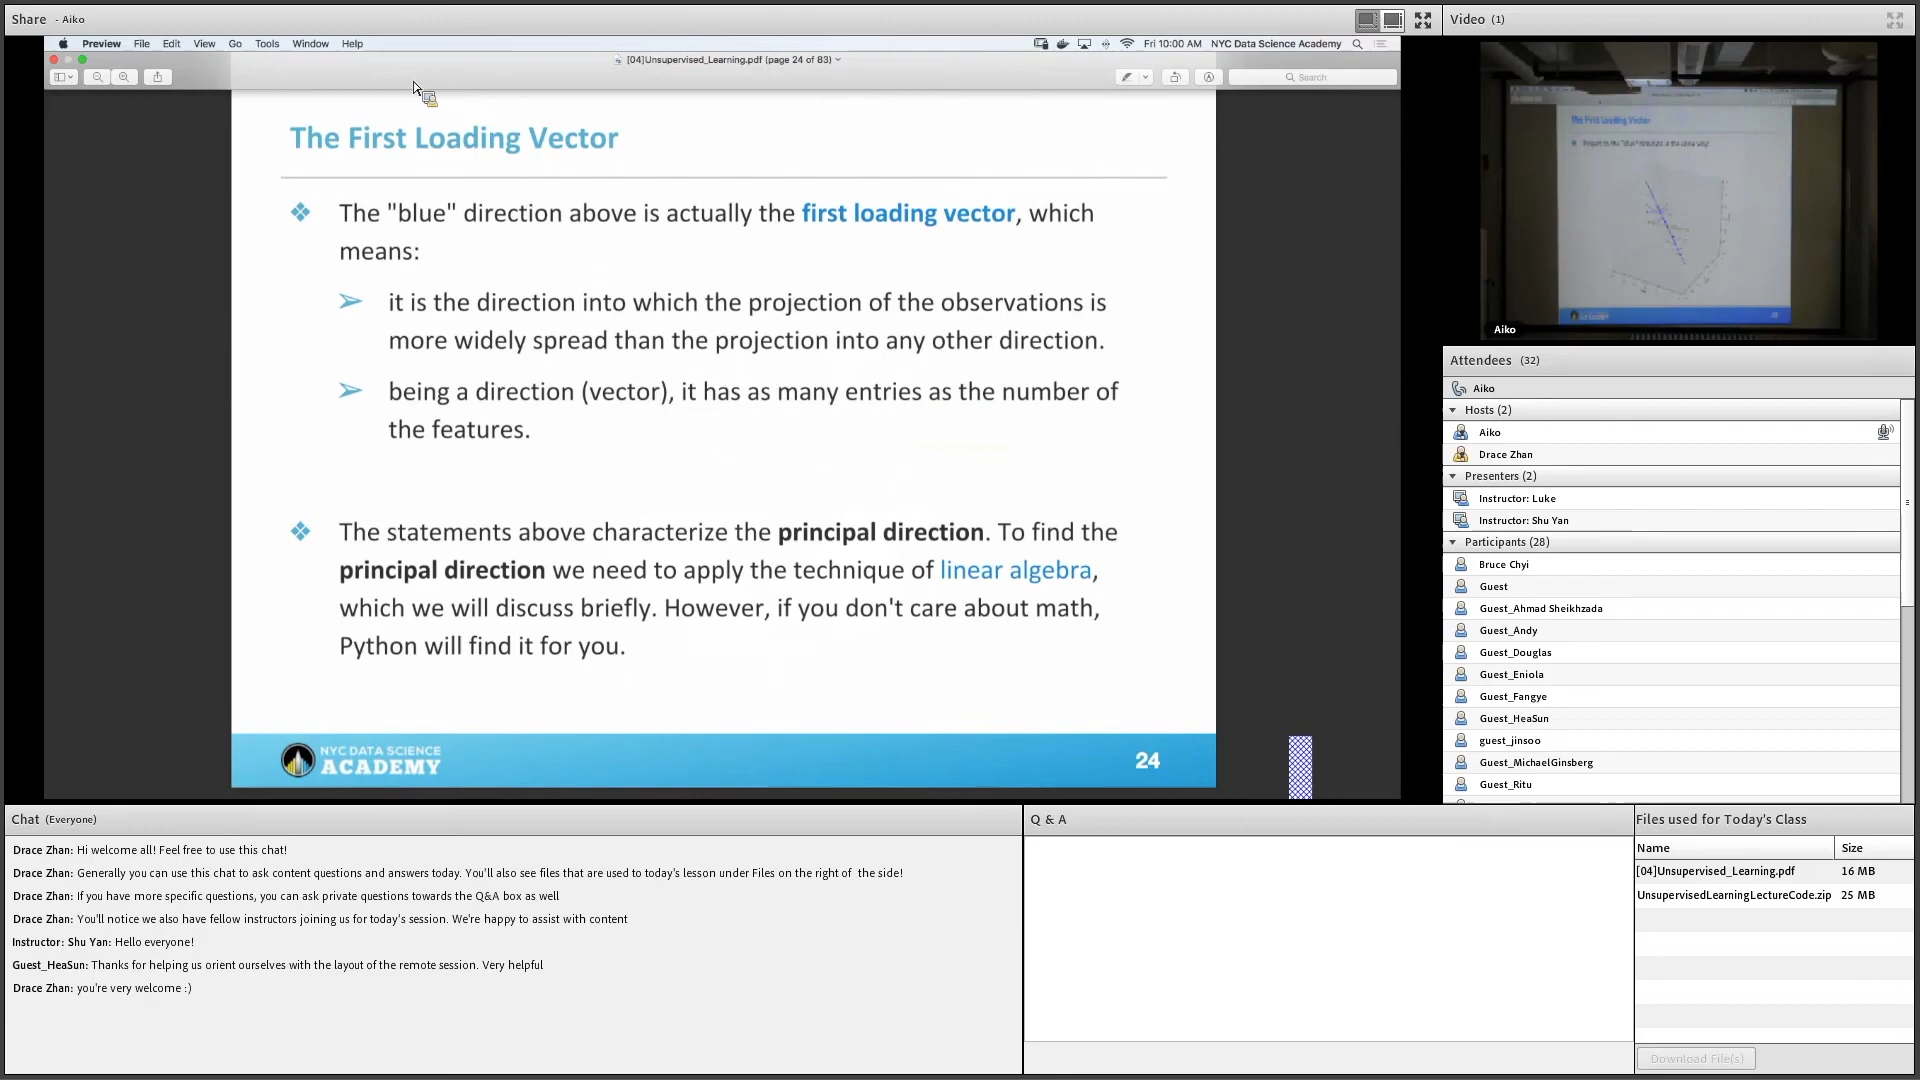 Share - Aiko
Preview File Edit View Go Tools Window Help
Fri 10:00 AM NYC Data Science Academy
[04]Unsupervised_Learning.pdf (page 24 of 83)
Search
The First Loading Vector
The "blue" direction above is actually the first loading vector, which
means:
it is the direction into which the projection of the observations is
more widely spread than the projection into any other direction.
being a direction (vector), it has as many entries as the number of
the features.
The statements above characterize the principal direction. To find the
principal direction we need to apply the technique of linear algebra,
which we will discuss briefly. However, if you don't care about math,
Python will find it for you.
NYC DATA SCIENCE
ACADEMY
24
Video (1)
The First Loading Vector
Aiko
Attendees (32)
Aiko
Hosts (2)
Aiko
Drace Zhan
Presenters (2)
Instructor: Luke
Instructor: Shu Yan
Participants (28)
Bruce Chyi
Guest
Guest_Ahmad Sheikhzada
Guest_Andy
Guest_Douglas
Guest_Eniola
Guest_Fangye
Guest_HeaSun
guest_jinsoo
Guest_MichaelGinsberg
Guest_Ritu
Chat (Everyone)
Drace Zhan: Hi welcome all! Feel free to use this chat!
Drace Zhan: Generally you can use this chat to ask content questions and answers today. You'll also see files that are used to today's lesson under Files on the right of the side!
Drace Zhan: If you have more specific questions, you can ask private questions towards the Q&A box as well
Drace Zhan: You'll notice we also have fellow instructors joining us for today's session. We're happy to assist with content
Instructor: Shu Yan: Hello everyone!
Guest_HeaSun: Thanks for helping us orient ourselves with the layout of the remote session. Very helpful
Drace Zhan: you're very welcome :)
Q & A
Files used for Today's Class
Name Size
[04]Unsupervised_Learning.pdf 16 MB
UnsupervisedLearningLectureCode.zip 25 MB
Download File(s)